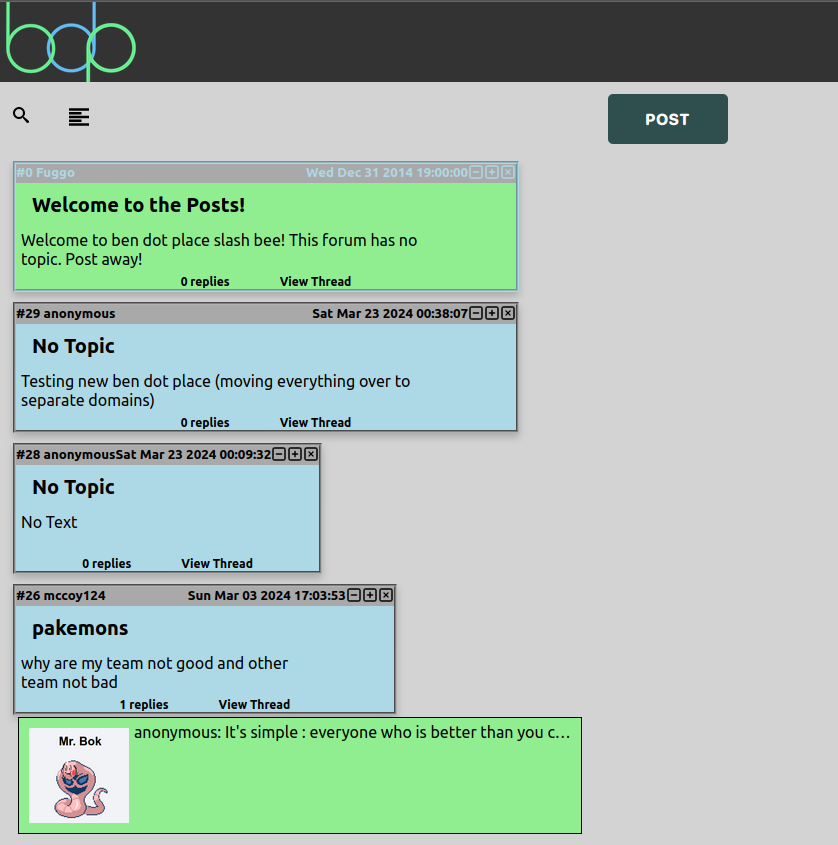 bdp
POST
#0 Fuggo Wed Dec 31 2014 19:00:00
Welcome to the Posts!
Welcome to ben dot place slash bee! This forum has no
topic. Post away!
0 replies View Thread
#29 anonymous Sat Mar 23 2024 00:38:07
No Topic
Testing new ben dot place (moving everything over to
separate domains)
0 replies View Thread
#28 anonymousSat Mar 23 2024 00:09:32
No Topic
No Text
0 replies View Thread
#26 mccoy124 Sun Mar 03 2024 17:03:53
pakemons
why are my team not good and other
team not bad
1 replies View Thread
anonymous: It's simple : everyone who is better than you c...
Mr. Bok